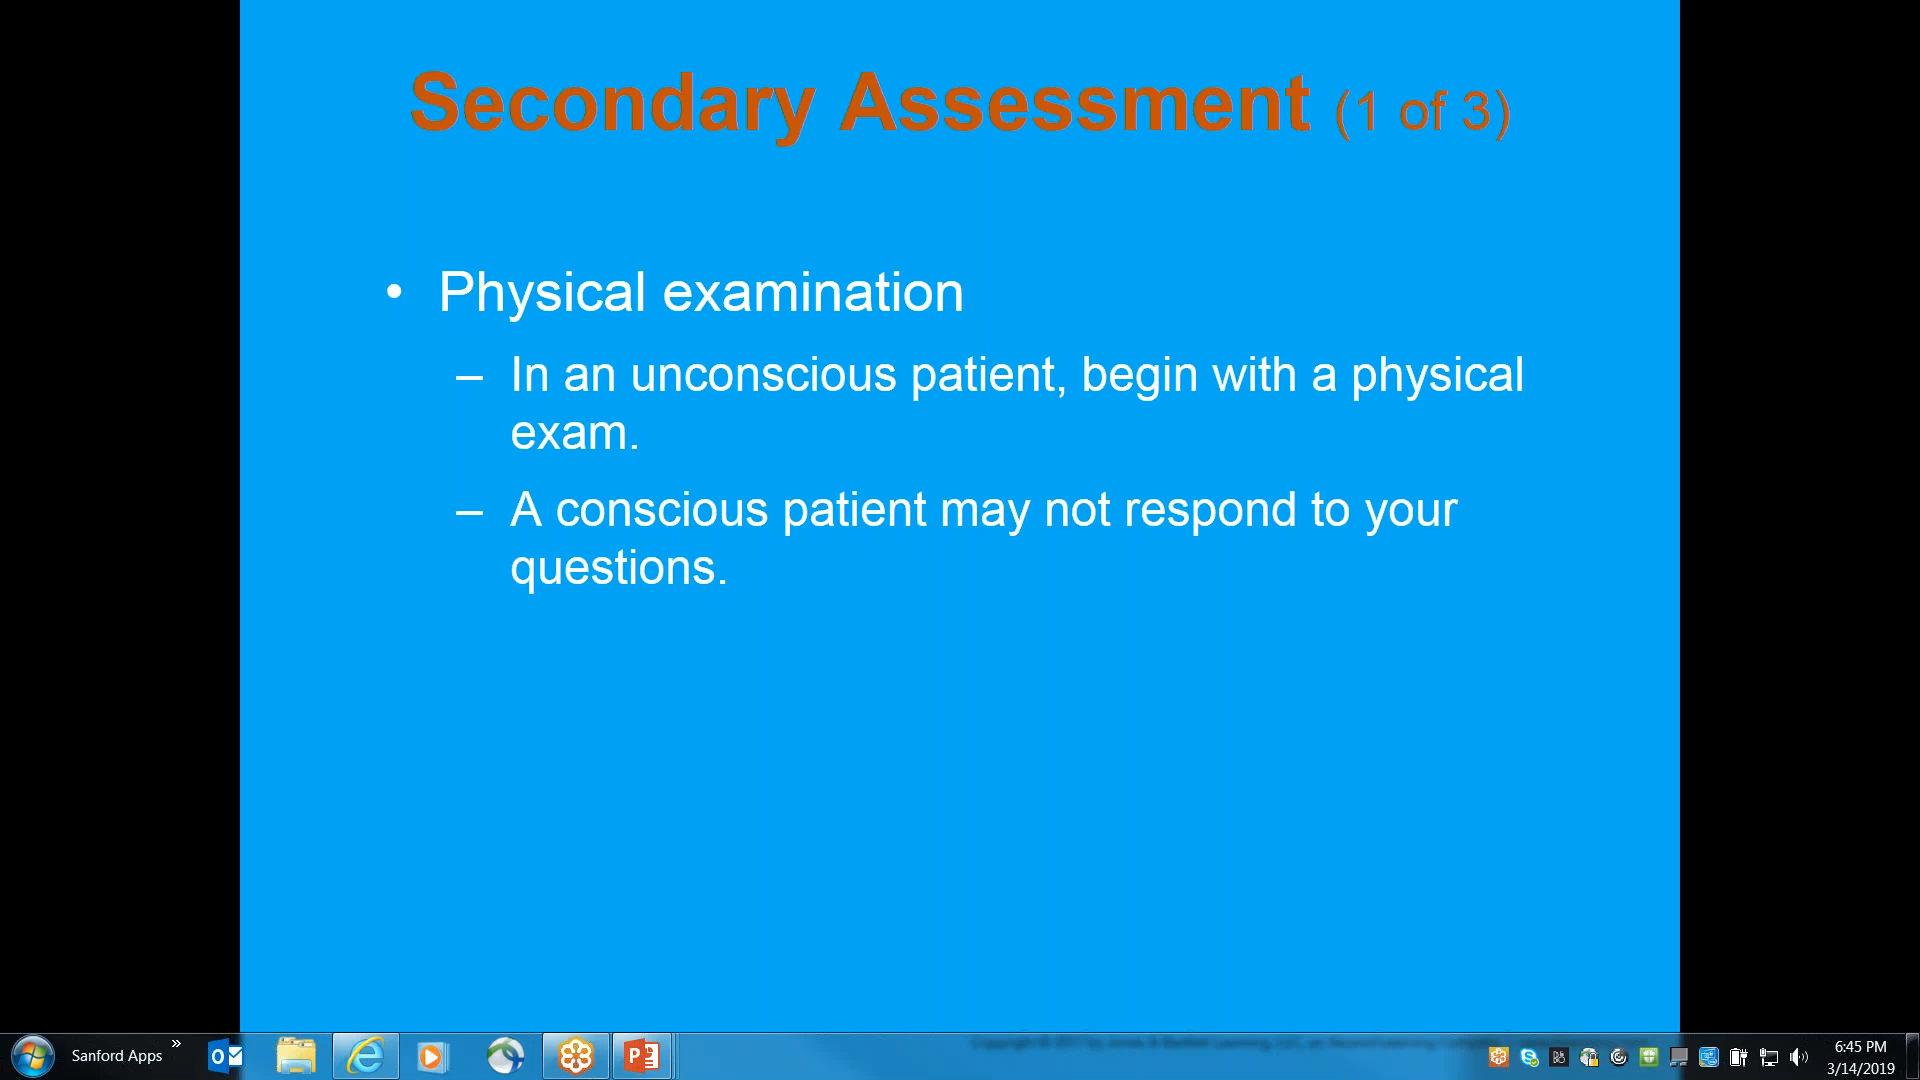 Secondary Assessment (1 of 3)
• Physical examination
– In an unconscious patient, begin with a physical
exam.
– A conscious patient may not respond to your
questions.
Sanford Apps »
6:45 PM
3/14/2019